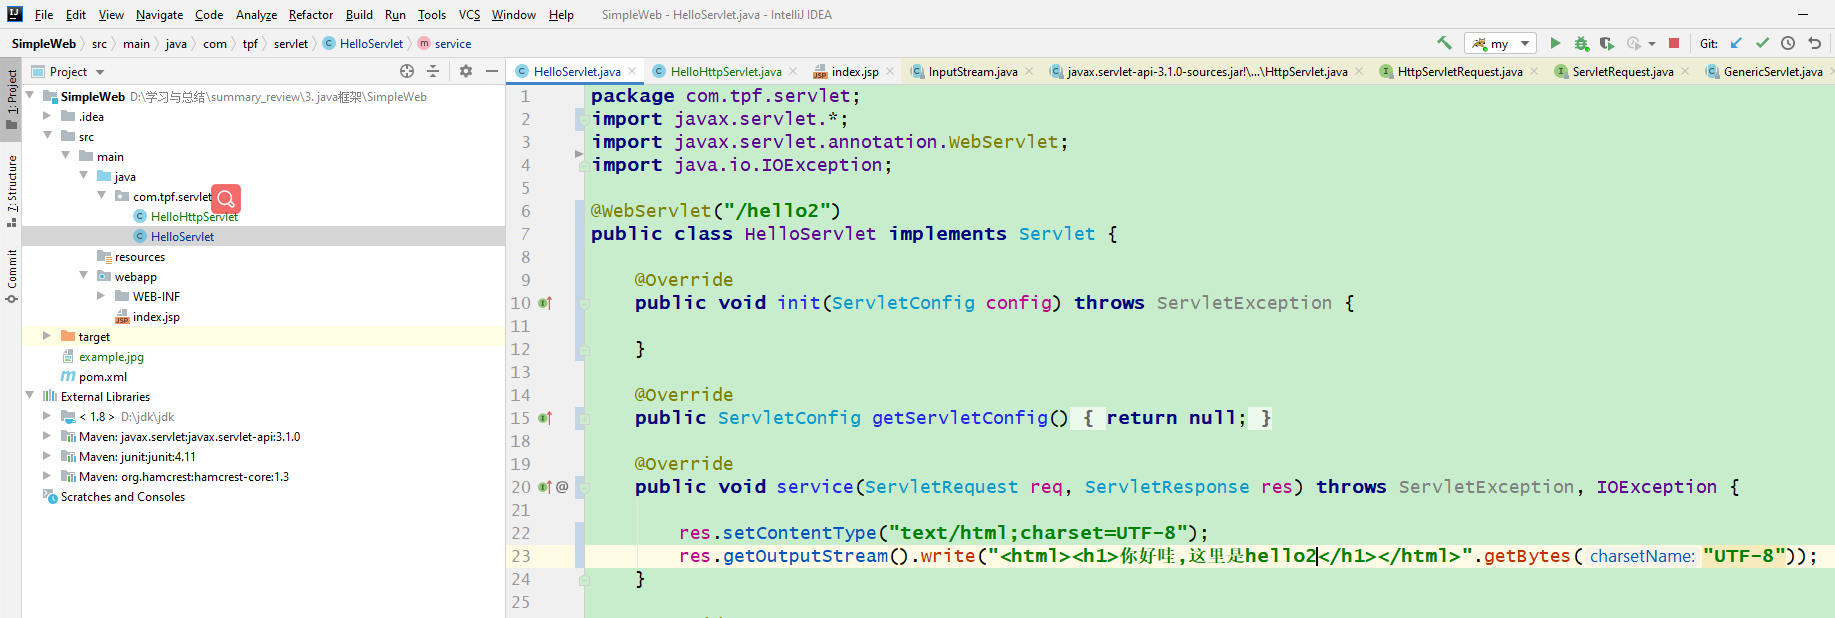 File Edit View Navigate Code Analyze Refactor Build Run Tools VCS Window Help SimpleWeb - HelloServlet.java - IntelliJ IDEA
SimpleWeb src main java com tpf servlet HelloServlet service my Git:
Project
HelloServlet.java HelloHttpServlet.java index.jsp InputStream.java javax.servlet-api-3.1.0-sources.jar!\...\HttpServlet.java HttpServletRequest.java ServletRequest.java GenericServlet.java
1: Project
7: Structure
Commit
SimpleWeb D:\学习与总结\summary_review\3. java框架\SimpleWeb
.idea
src
main
java
com.tpf.servlet
HelloHttpServlet
HelloServlet
resources
webapp
WEB-INF
index.jsp
target
example.jpg
pom.xml
External Libraries
< 1.8 > D:\jdk\jdk
Maven: javax.servlet:javax.servlet-api:3.1.0
Maven: junit:junit:4.11
Maven: org.hamcrest:hamcrest-core:1.3
Scratches and Consoles
1 package com.tpf.servlet;
2 import javax.servlet.*;
3 import javax.servlet.annotation.WebServlet;
4 import java.io.IOException;
5
6 @WebServlet("/hello2")
7 public class HelloServlet implements Servlet {
8
9 @Override
10 public void init(ServletConfig config) throws ServletException {
11
12 }
13
14 @Override
15 public ServletConfig getServletConfig() { return null; }
18
19 @Override
20 @ public void service(ServletRequest req, ServletResponse res) throws ServletException, IOException {
21
22 res.setContentType("text/html;charset=UTF-8");
23 res.getOutputStream().write("<html><h1>你好哇,这里是hello2</h1></html>".getBytes( charsetName: "UTF-8"));
24 }
25